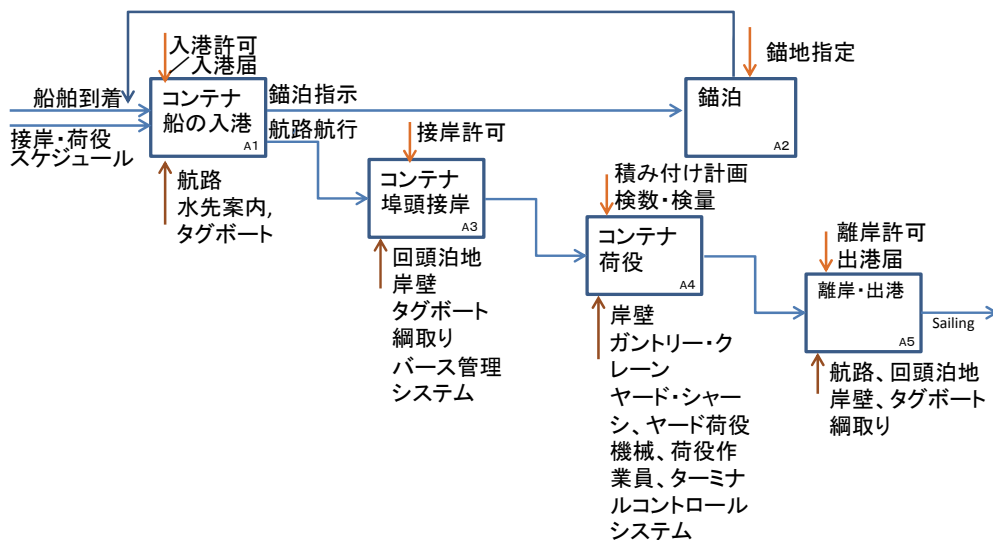 入港許可
／入港届
船舶到着
接岸・荷役
スケジュール
コンテナ
船の入港
A1
航路
水先案内,
タグボート
錨泊指示
航路航行
錨地指定
錨泊
A2
接岸許可
コンテナ
埠頭接岸
A3
回頭泊地
岸壁
タグボート
綱取り
バース管理
システム
積み付け計画
検数・検量
コンテナ
荷役
A4
岸壁
ガントリー・ク
レーン
ヤード・シャー
シ、ヤード荷役
機械、荷役作
業員、ターミナ
ルコントロール
システム
離岸許可
出港届
離岸・出港
A5
Sailing
航路、回頭泊地
岸壁、タグボート
綱取り